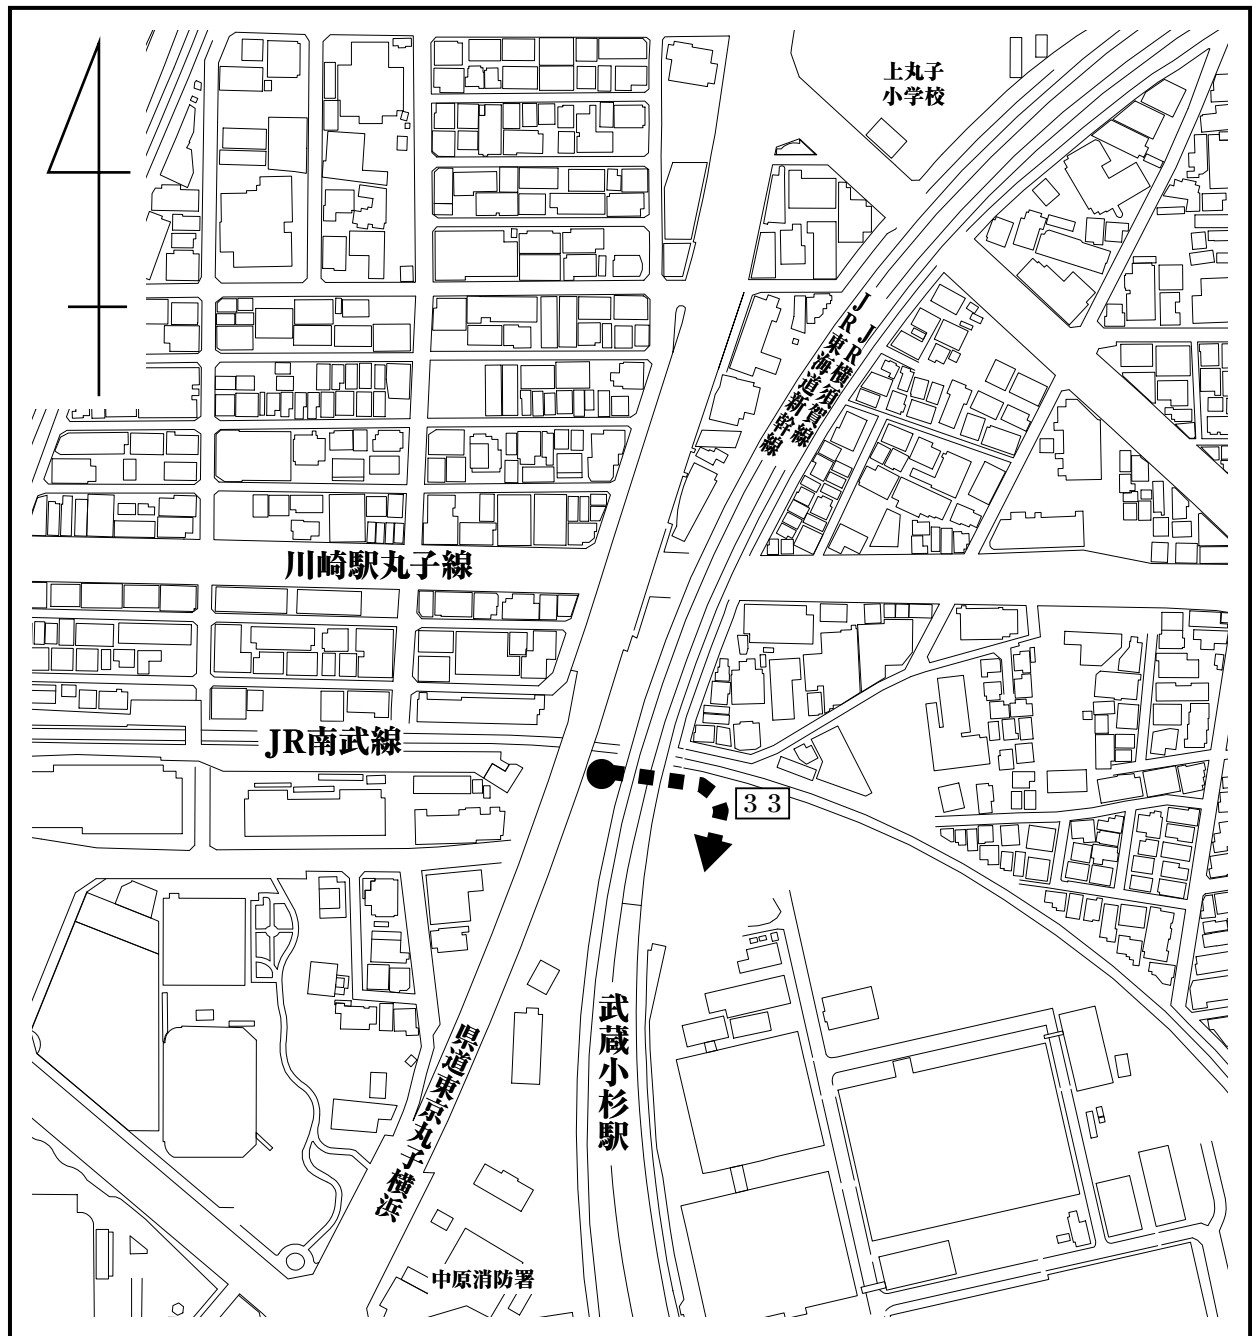 上丸子
小学校
JR横須賀線
JR東海道新幹線
川崎駅丸子線
JR南武線
33
武蔵小杉駅
県道東京丸子横浜
中原消防署